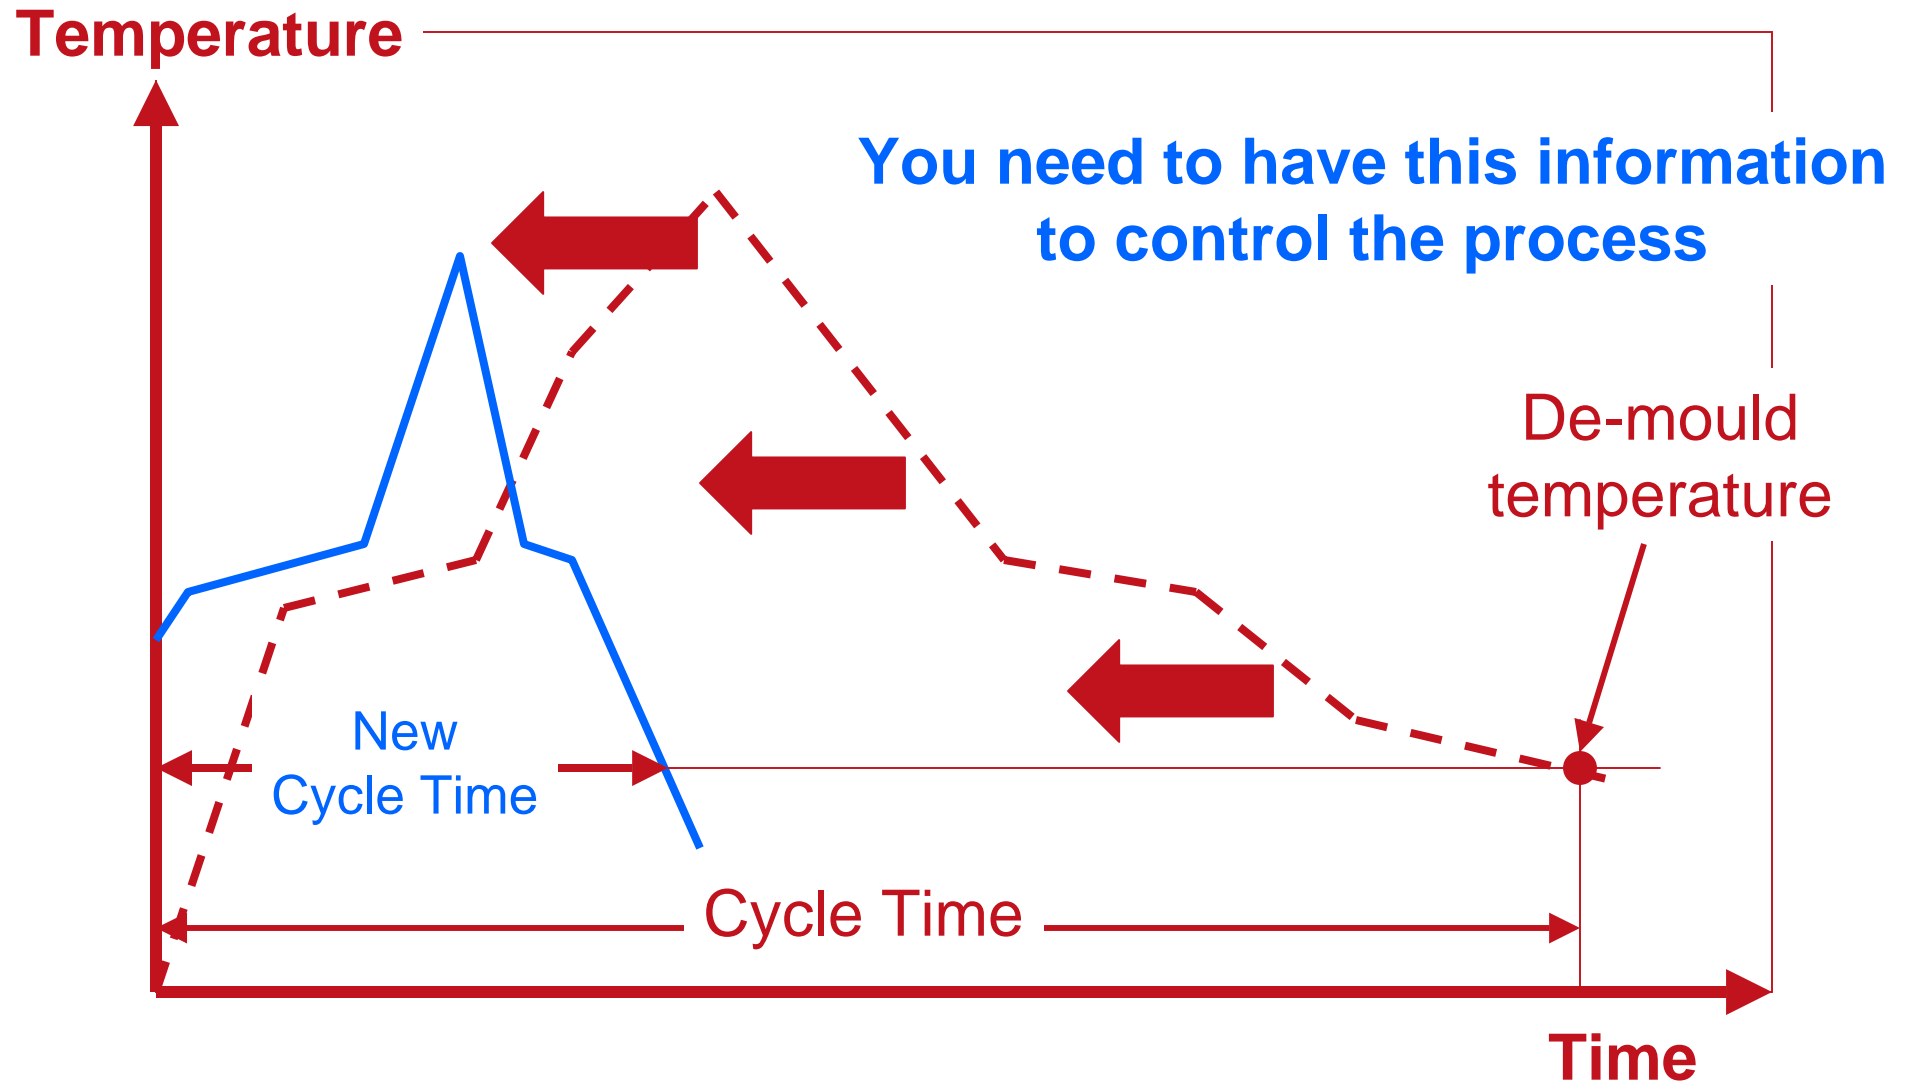 Temperature
You need to have this information
to control the process
De-mould
temperature
New
Cycle Time
Cycle Time
Time